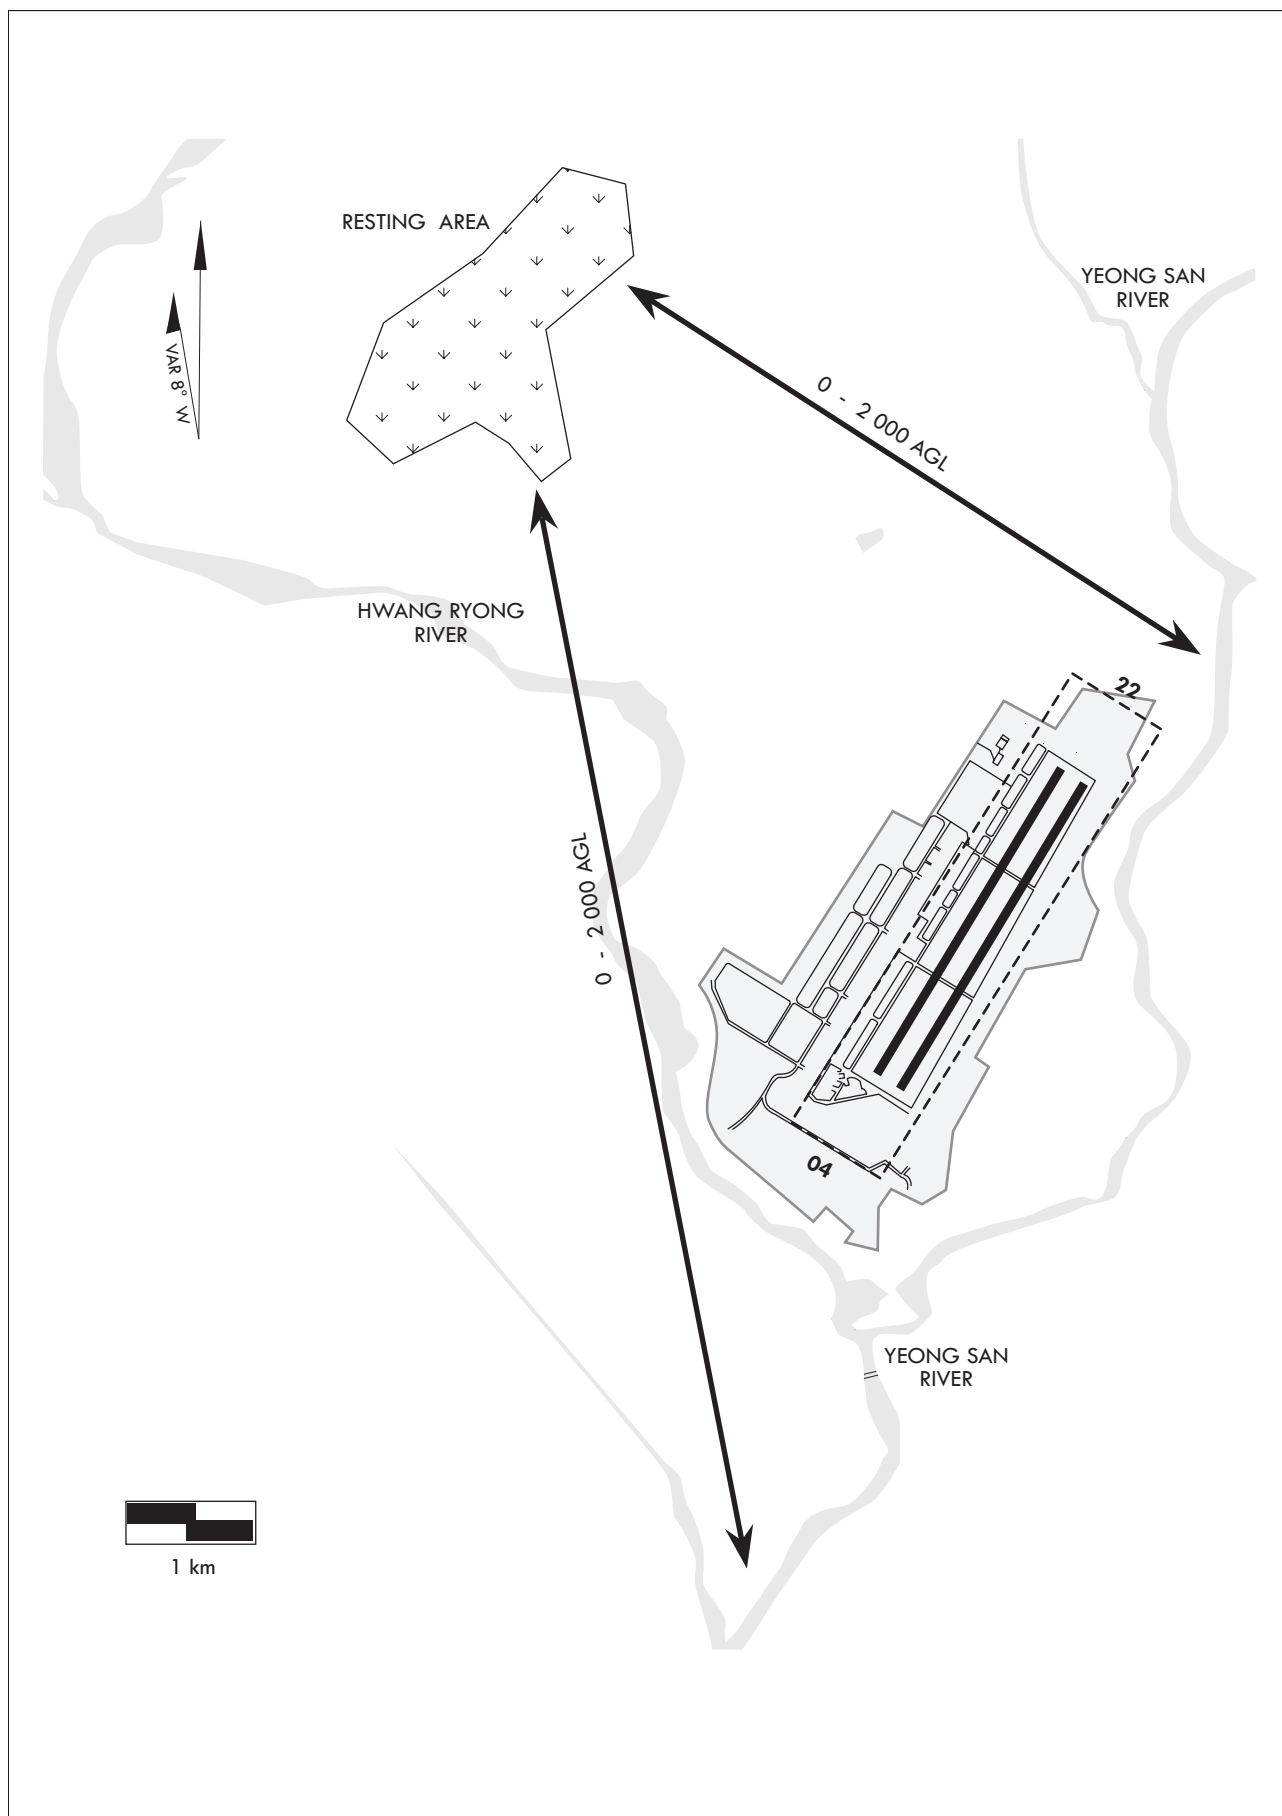 RESTING AREA
YEONG SAN
RIVER
VAR 8° W
0 - 2 000 AGL
HWANG RYONG
RIVER
22
0 - 2 000 AGL
04
YEONG SAN
RIVER
1 km